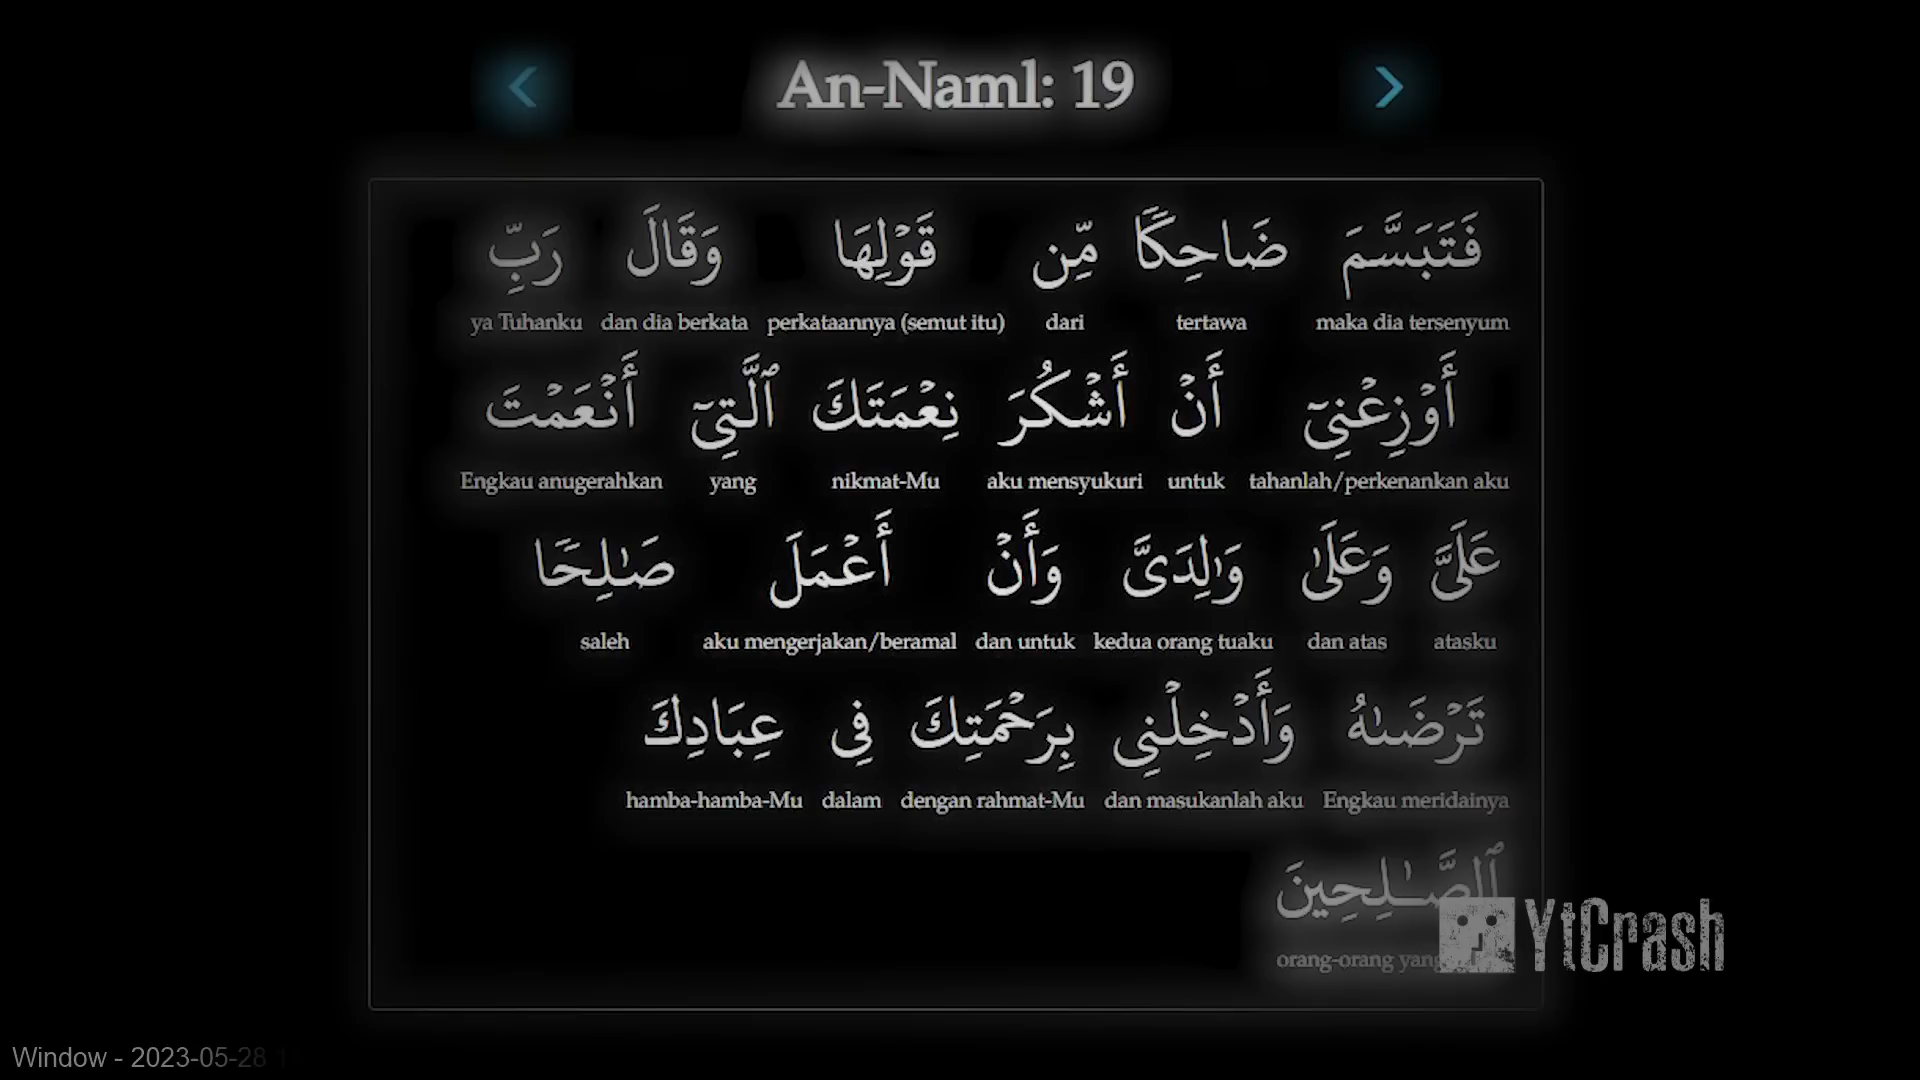 An-Naml: 19
فَتَبَسَّمَ ضَاحِكًا مِّن قَوْلِهَا وَقَالَ رَبِّ
maka dia tersenyum tertawa dari perkataannya (semut itu) dan dia berkata ya Tuhanku
أَوْزِعْنِىٓ أَنْ أَشْكُرَ نِعْمَتَكَ ٱلَّتِىٓ أَنْعَمْتَ
tahanlah/perkenankan aku untuk aku mensyukuri nikmat-Mu yang Engkau anugerahkan
عَلَىَّ وَعَلَىٰ وَٰلِدَىَّ وَأَنْ أَعْمَلَ صَـٰلِحًا
atasku dan atas kedua orang tuaku dan untuk aku mengerjakan/beramal saleh
تَرْضَىٰهُ وَأَدْخِلْنِى بِرَحْمَتِكَ فِى عِبَادِكَ
Engkau meridainya dan masukanlah aku dengan rahmat-Mu dalam hamba-hamba-Mu
ٱلصَّـٰلِحِينَ
orang-orang yang
YtCrash
Window - 2023-05-28